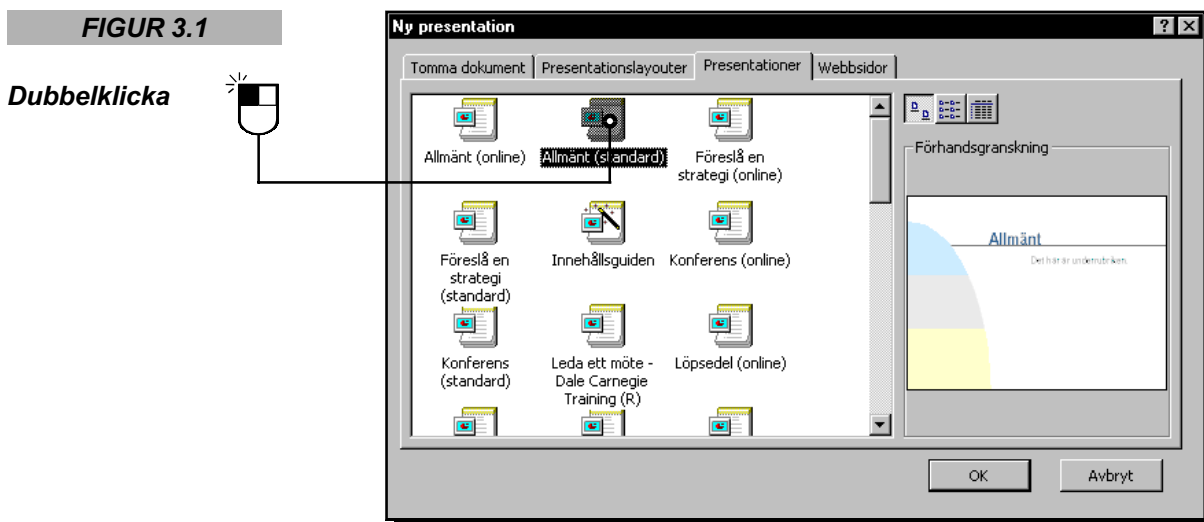 FIGUR 3.1
Dubbelklicka
Ny presentation
Tomma dokument
Presentationslayouter
Presentationer
Webbsidor
Allmänt (online)
Allmänt (standard)
Föreslå en
strategi (online)
Föreslå en
strategi
(standard)
Innehållsguiden
Konferens (online)
Konferens
(standard)
Leda ett möte -
Dale Carnegie
Training (R)
Löpsedel (online)
Förhandsgranskning
Allmänt
Det här är underrubriken.
OK
Avbryt